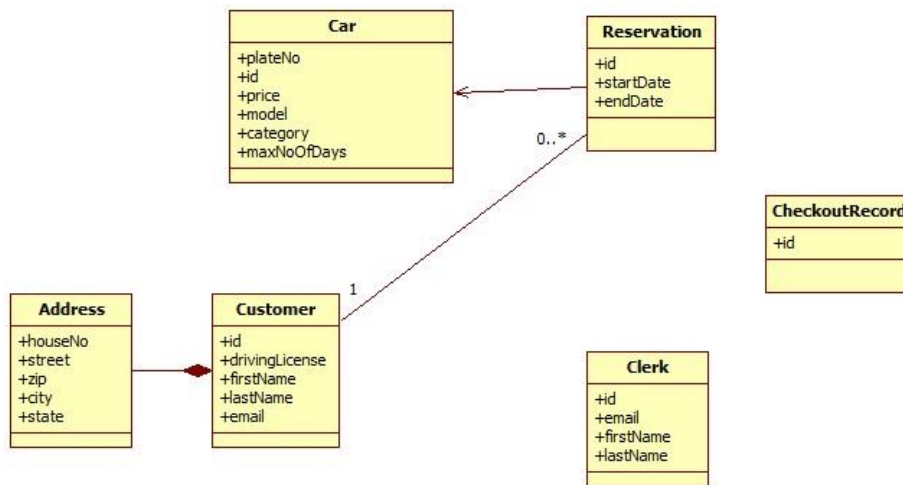 Car
+plateNo
+id
+price
+model
+category
+maxNoOfDays
Reservation
+id
+startDate
+endDate
0..*
1
CheckoutRecord
+id
Address
+houseNo
+street
+zip
+city
+state
Customer
+id
+drivingLicense
+firstName
+lastName
+email
Clerk
+id
+email
+firstName
+lastName